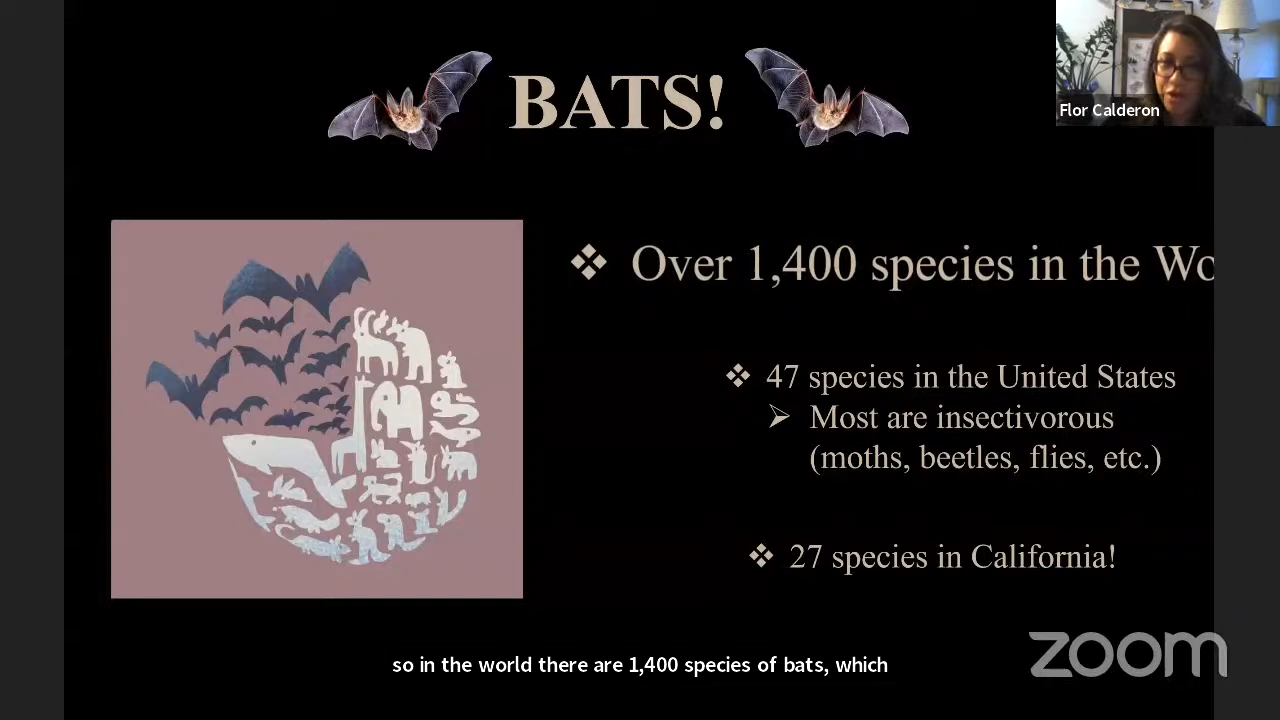 BATS!
Flor Calderon
❖ Over 1,400 species in the Wo
❖ 47 species in the United States
➢ Most are insectivorous
(moths, beetles, flies, etc.)
❖ 27 species in California!
so in the world there are 1,400 species of bats, which
zoom